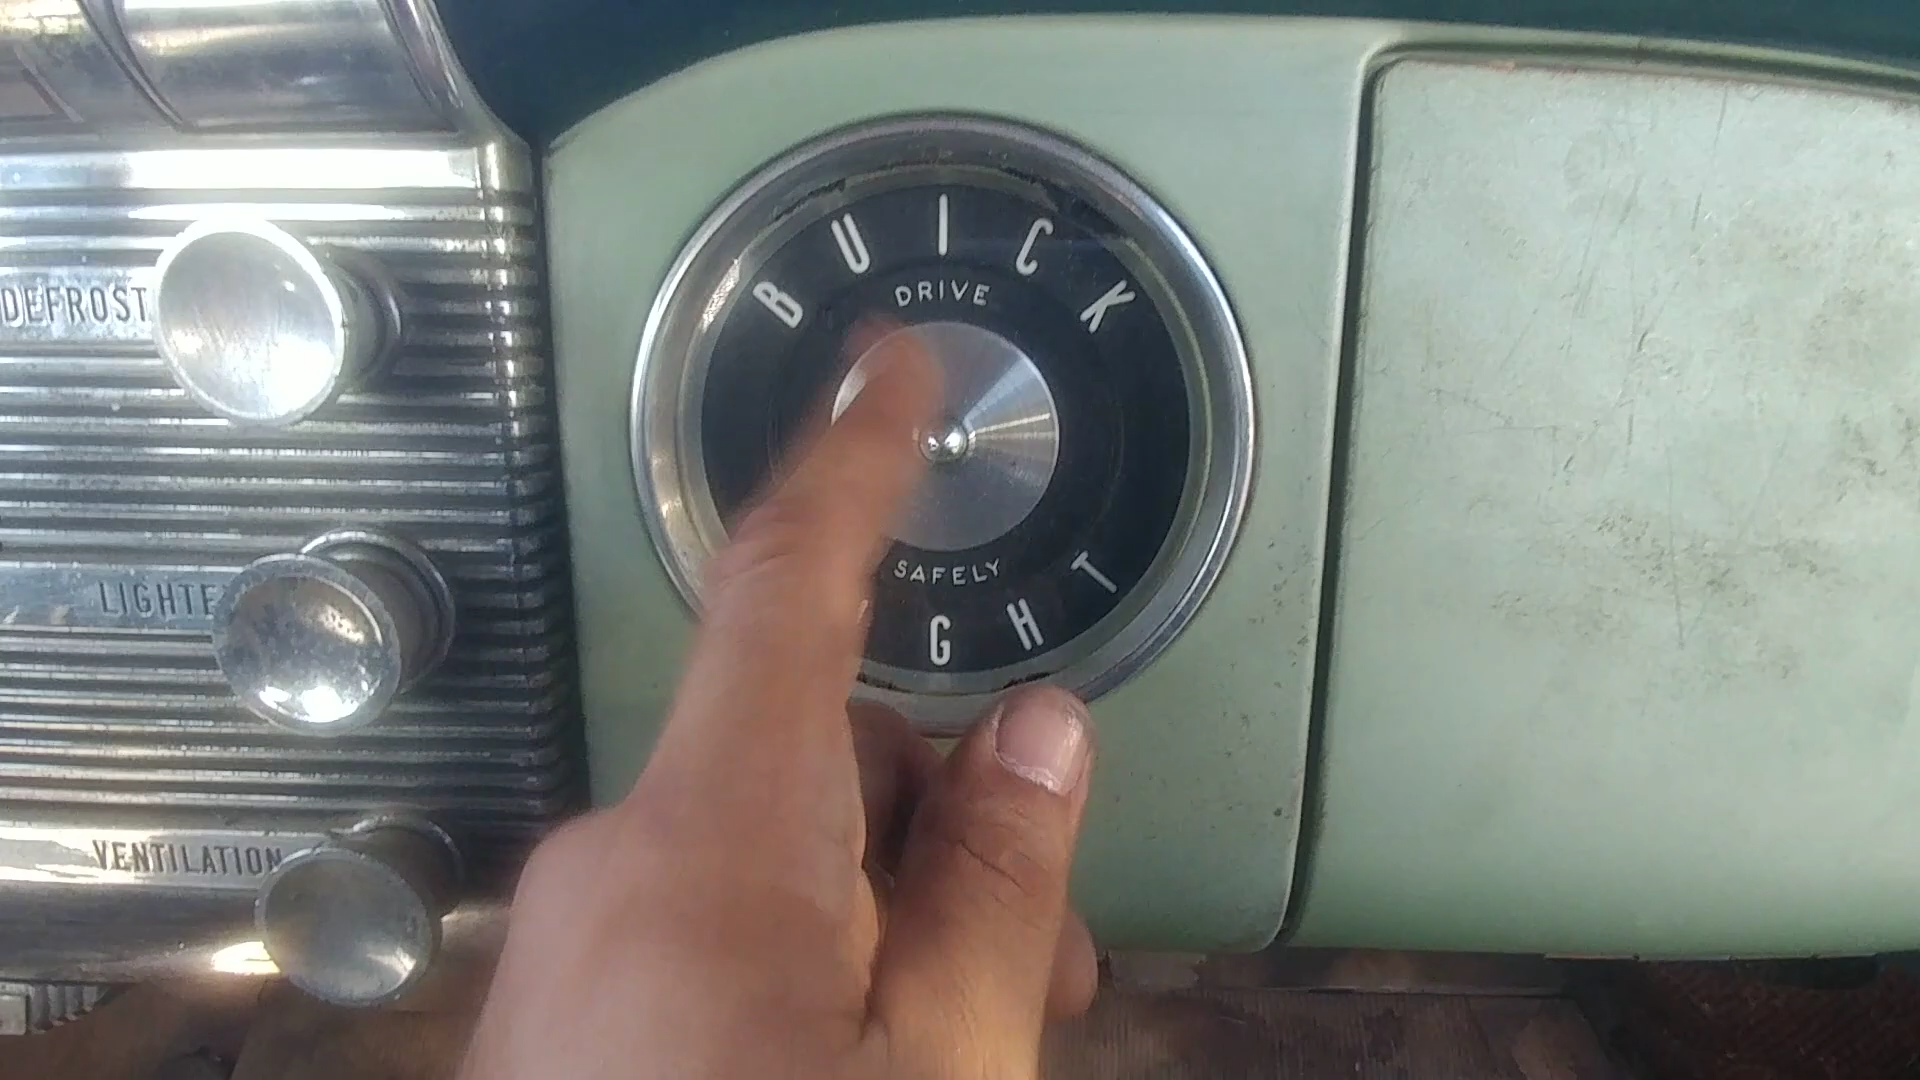 BUICK
DRIVE
DEFROST
SAFELY
GHT
LIGHTE
VENTILATION